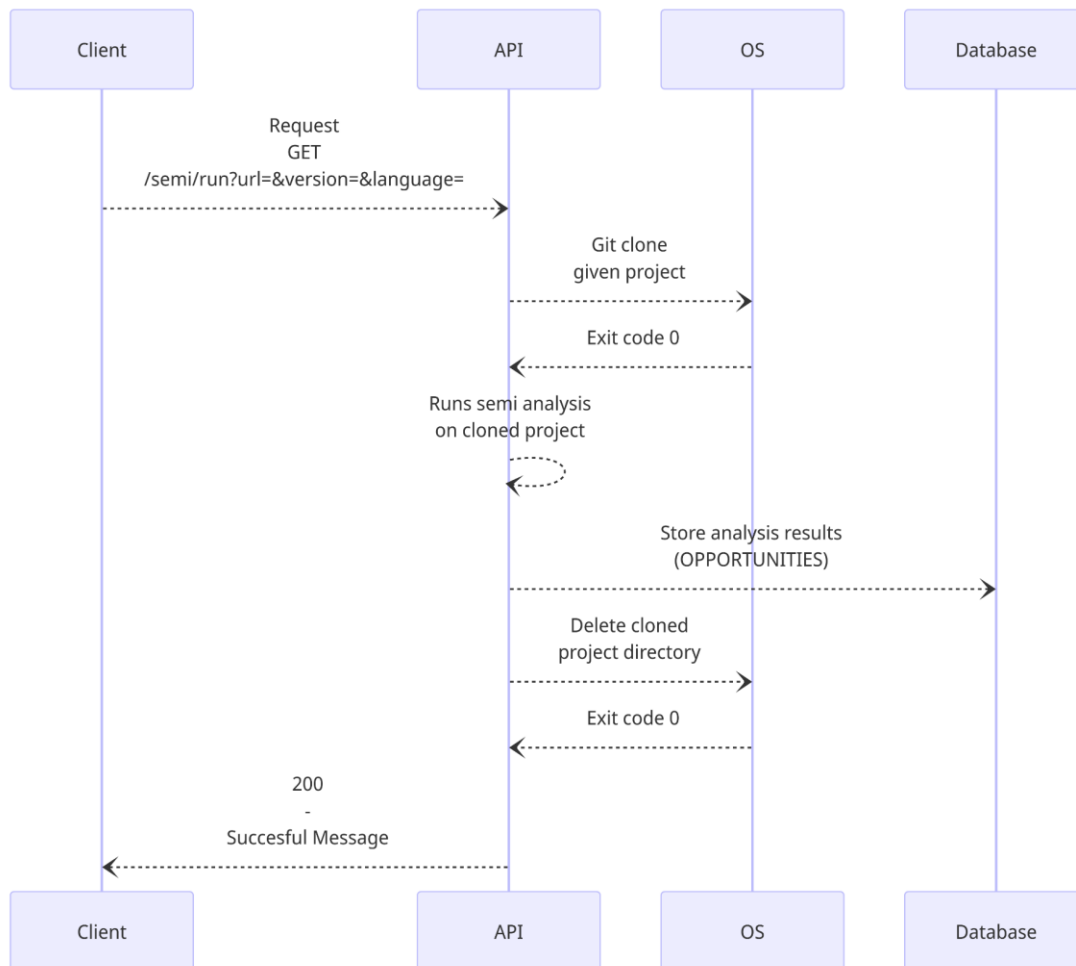 Client
API
OS
Database
Request
GET
/semi/run?url=&version=&language=
Git clone
given project
Exit code 0
Runs semi analysis
on cloned project
Store analysis results
(OPPORTUNITIES)
Delete cloned
project directory
Exit code 0
200
-
Succesful Message
Client
API
OS
Database